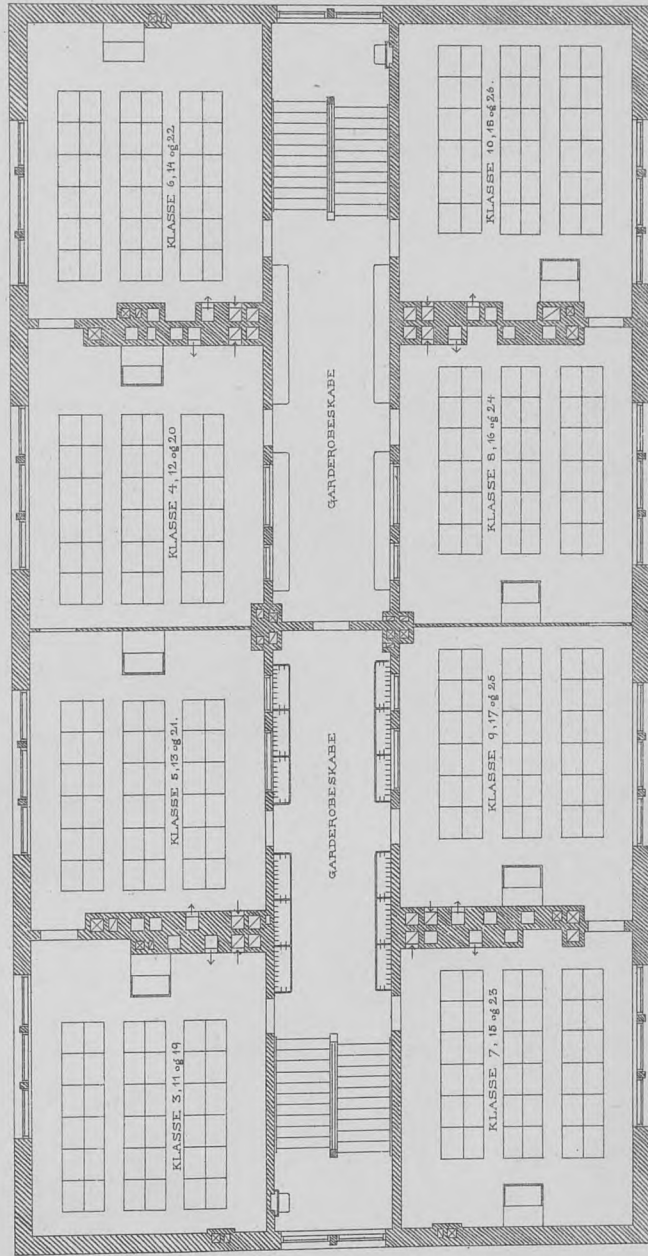 KLASSE 6, 14 og 22
KLASSE 10, 18 og 26.
KLASSE 4, 12 og 20
GARDEROBESKABE
KLASSE 8, 16 og 24
KLASSE 5, 13 og 21.
GARDEROBESKABE
KLASSE 9, 17 og 25
KLASSE 3, 11 og 19
KLASSE 7, 15 og 23